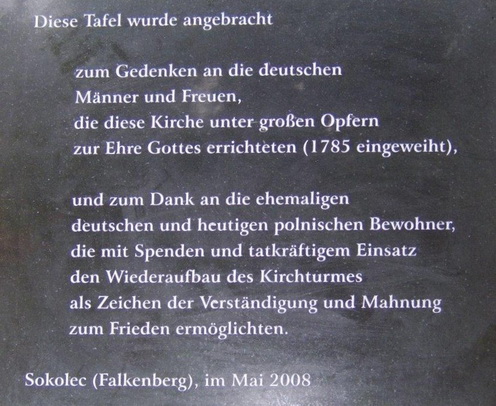 Diese Tafel wurde angebracht
zum Gedenken an die deutschen
Männer und Freuen,
die diese Kirche unter großen Opfern
zur Ehre Gottes errichteten (1785 eingeweiht),
und zum Dank an die ehemaligen
deutschen und heutigen polnischen Bewohner,
die mit Spenden und tatkräftigem Einsatz
den Wiederaufbau des Kirchturmes
als Zeichen der Verständigung und Mahnung
zum Frieden ermöglichten.
Sokolec (Falkenberg), im Mai 2008